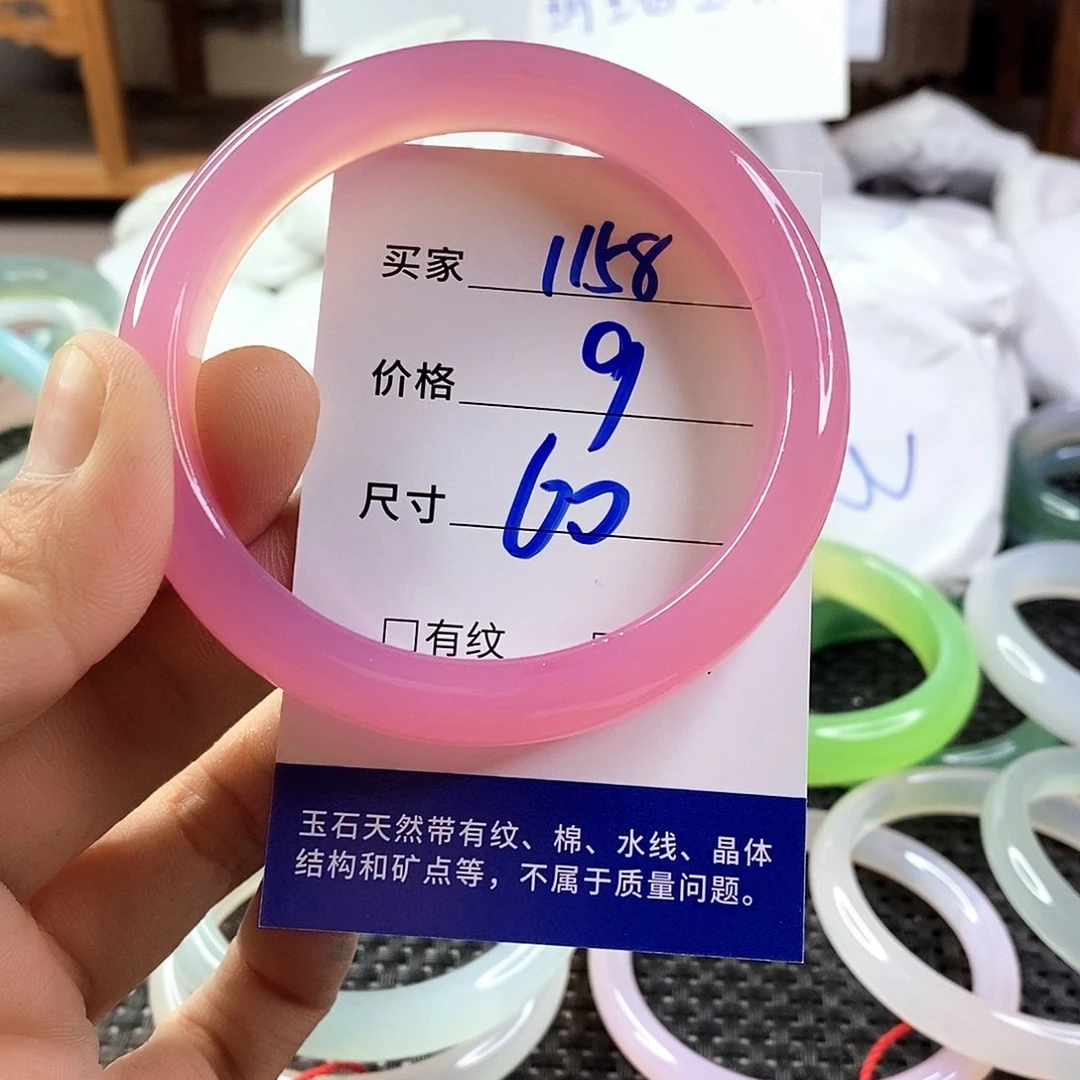 买家 1158
价格 9
尺寸 60
□有纹
玉石天然带有纹、棉、水线、晶体
结构和矿点等，不属于质量问题。